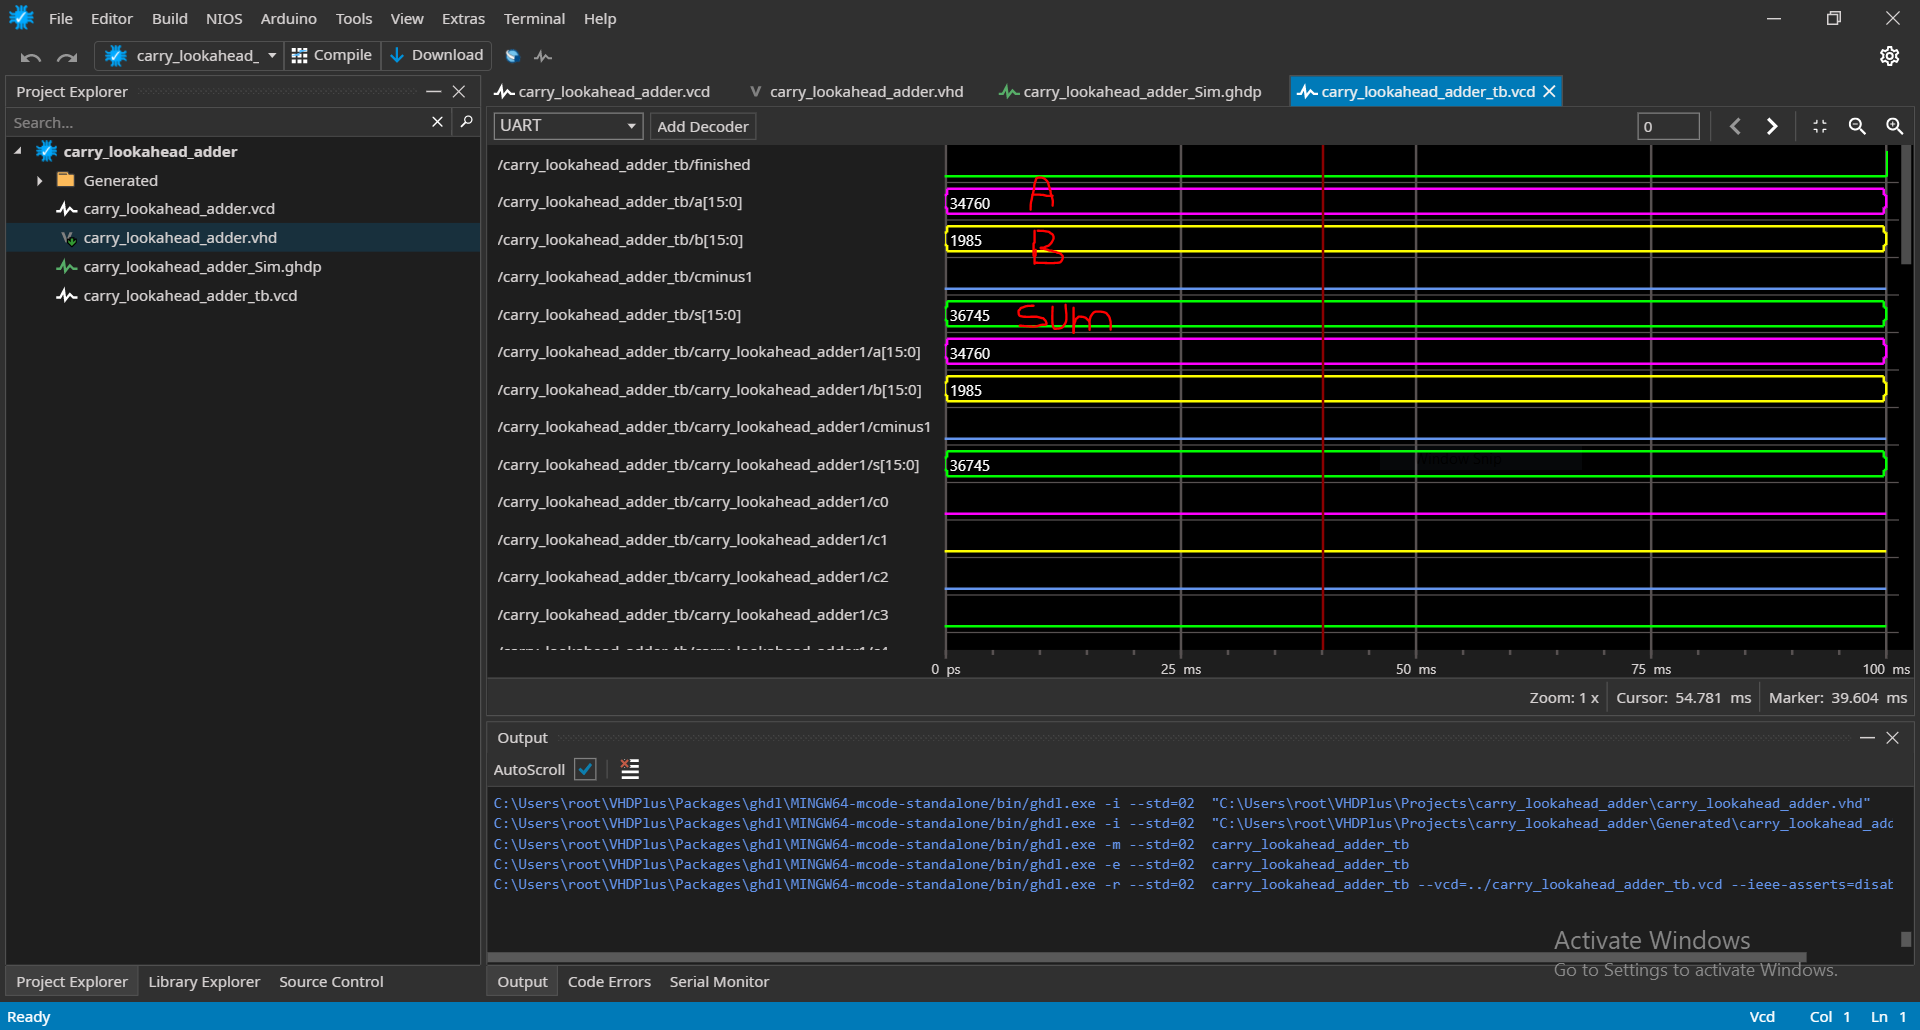 File Editor Build NIOS Arduino Tools View Extras Terminal Help
carry_lookahead_ Compile Download
Project Explorer
Search...
carry_lookahead_adder
Generated
carry_lookahead_adder.vcd
carry_lookahead_adder.vhd
carry_lookahead_adder_Sim.ghdp
carry_lookahead_adder_tb.vcd
carry_lookahead_adder.vcd carry_lookahead_adder.vhd carry_lookahead_adder_Sim.ghdp carry_lookahead_adder_tb.vcd
UART Add Decoder 0
/carry_lookahead_adder_tb/finished
/carry_lookahead_adder_tb/a[15:0] 34760 A
/carry_lookahead_adder_tb/b[15:0] 1985 B
/carry_lookahead_adder_tb/cminus1
/carry_lookahead_adder_tb/s[15:0] 36745 Sum
/carry_lookahead_adder_tb/carry_lookahead_adder1/a[15:0] 34760
/carry_lookahead_adder_tb/carry_lookahead_adder1/b[15:0] 1985
/carry_lookahead_adder_tb/carry_lookahead_adder1/cminus1
/carry_lookahead_adder_tb/carry_lookahead_adder1/s[15:0] 36745
/carry_lookahead_adder_tb/carry_lookahead_adder1/c0
/carry_lookahead_adder_tb/carry_lookahead_adder1/c1
/carry_lookahead_adder_tb/carry_lookahead_adder1/c2
/carry_lookahead_adder_tb/carry_lookahead_adder1/c3
0 ps 25 ms 50 ms 75 ms 100 ms
Zoom: 1 x Cursor: 54.781 ms Marker: 39.604 ms
Output
AutoScroll
C:\Users\root\VHDPlus\Packages\ghdl\MINGW64-mcode-standalone/bin/ghdl.exe -i --std=02 "C:\Users\root\VHDPlus\Projects\carry_lookahead_adder\carry_lookahead_adder.vhd"
C:\Users\root\VHDPlus\Packages\ghdl\MINGW64-mcode-standalone/bin/ghdl.exe -i --std=02 "C:\Users\root\VHDPlus\Projects\carry_lookahead_adder\Generated\carry_lookahead_add
C:\Users\root\VHDPlus\Packages\ghdl\MINGW64-mcode-standalone/bin/ghdl.exe -m --std=02 carry_lookahead_adder_tb
C:\Users\root\VHDPlus\Packages\ghdl\MINGW64-mcode-standalone/bin/ghdl.exe -e --std=02 carry_lookahead_adder_tb
C:\Users\root\VHDPlus\Packages\ghdl\MINGW64-mcode-standalone/bin/ghdl.exe -r --std=02 carry_lookahead_adder_tb --vcd=../carry_lookahead_adder_tb.vcd --ieee-asserts=disab
Activate Windows
Go to Settings to activate Windows.
Project Explorer Library Explorer Source Control Output Code Errors Serial Monitor
Ready Vcd Col 1 Ln 1